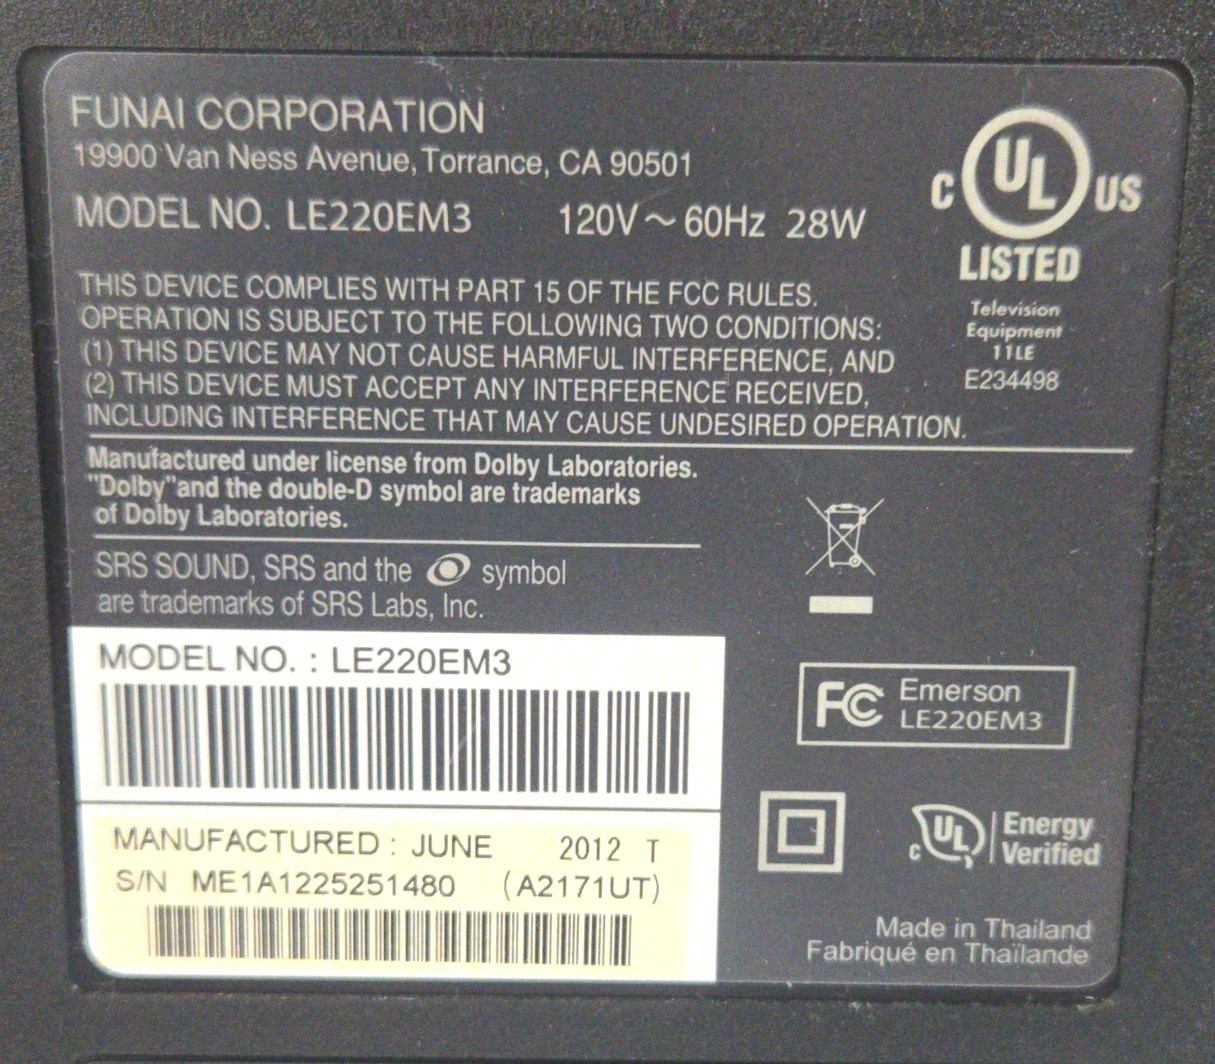 FUNAI CORPORATION
19900 Van Ness Avenue, Torrance, CA 90501
MODEL NO. LE220EM3 120V ~ 60Hz 28W
C UL US
LISTED
Television
Equipment
11LE
E234498
THIS DEVICE COMPLIES WITH PART 15 OF THE FCC RULES.
OPERATION IS SUBJECT TO THE FOLLOWING TWO CONDITIONS:
(1) THIS DEVICE MAY NOT CAUSE HARMFUL INTERFERENCE, AND
(2) THIS DEVICE MUST ACCEPT ANY INTERFERENCE RECEIVED,
INCLUDING INTERFERENCE THAT MAY CAUSE UNDESIRED OPERATION.
Manufactured under license from Dolby Laboratories.
"Dolby"and the double-D symbol are trademarks
of Dolby Laboratories.
SRS SOUND, SRS and the symbol
are trademarks of SRS Labs, Inc.
MODEL NO. : LE220EM3
MANUFACTURED : JUNE 2012 T
S/N ME1A1225251480 (A2171UT)
FC Emerson
LE220EM3
C UL Energy
Verified
Made in Thailand
Fabriqué en Thaïlande